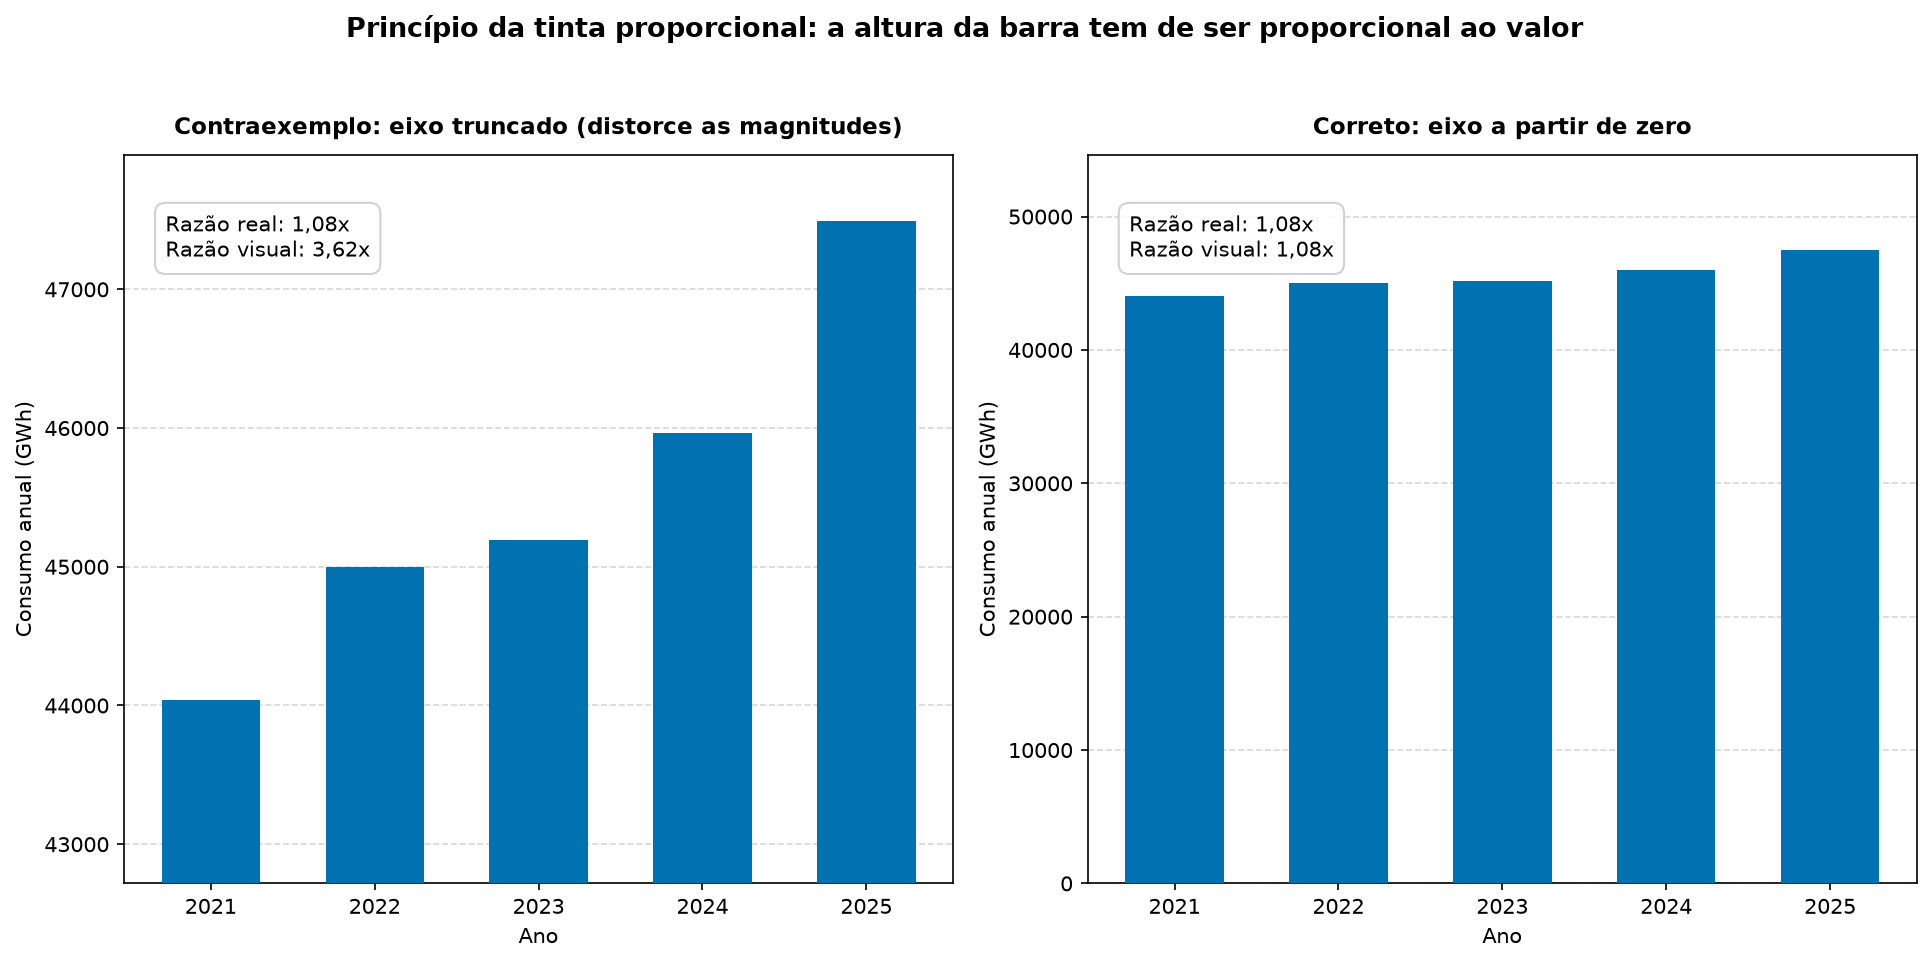 Princípio da tinta proporcional: a altura da barra tem de ser proporcional ao valor
Contraexemplo: eixo truncado (distorce as magnitudes)
Razão real: 1,08x
Razão visual: 3,62x
Consumo anual (GWh)
47000
46000
45000
44000
43000
2021 2022 2023 2024 2025
Ano
Correto: eixo a partir de zero
Razão real: 1,08x
Razão visual: 1,08x
Consumo anual (GWh)
50000
40000
30000
20000
10000
0
2021 2022 2023 2024 2025
Ano